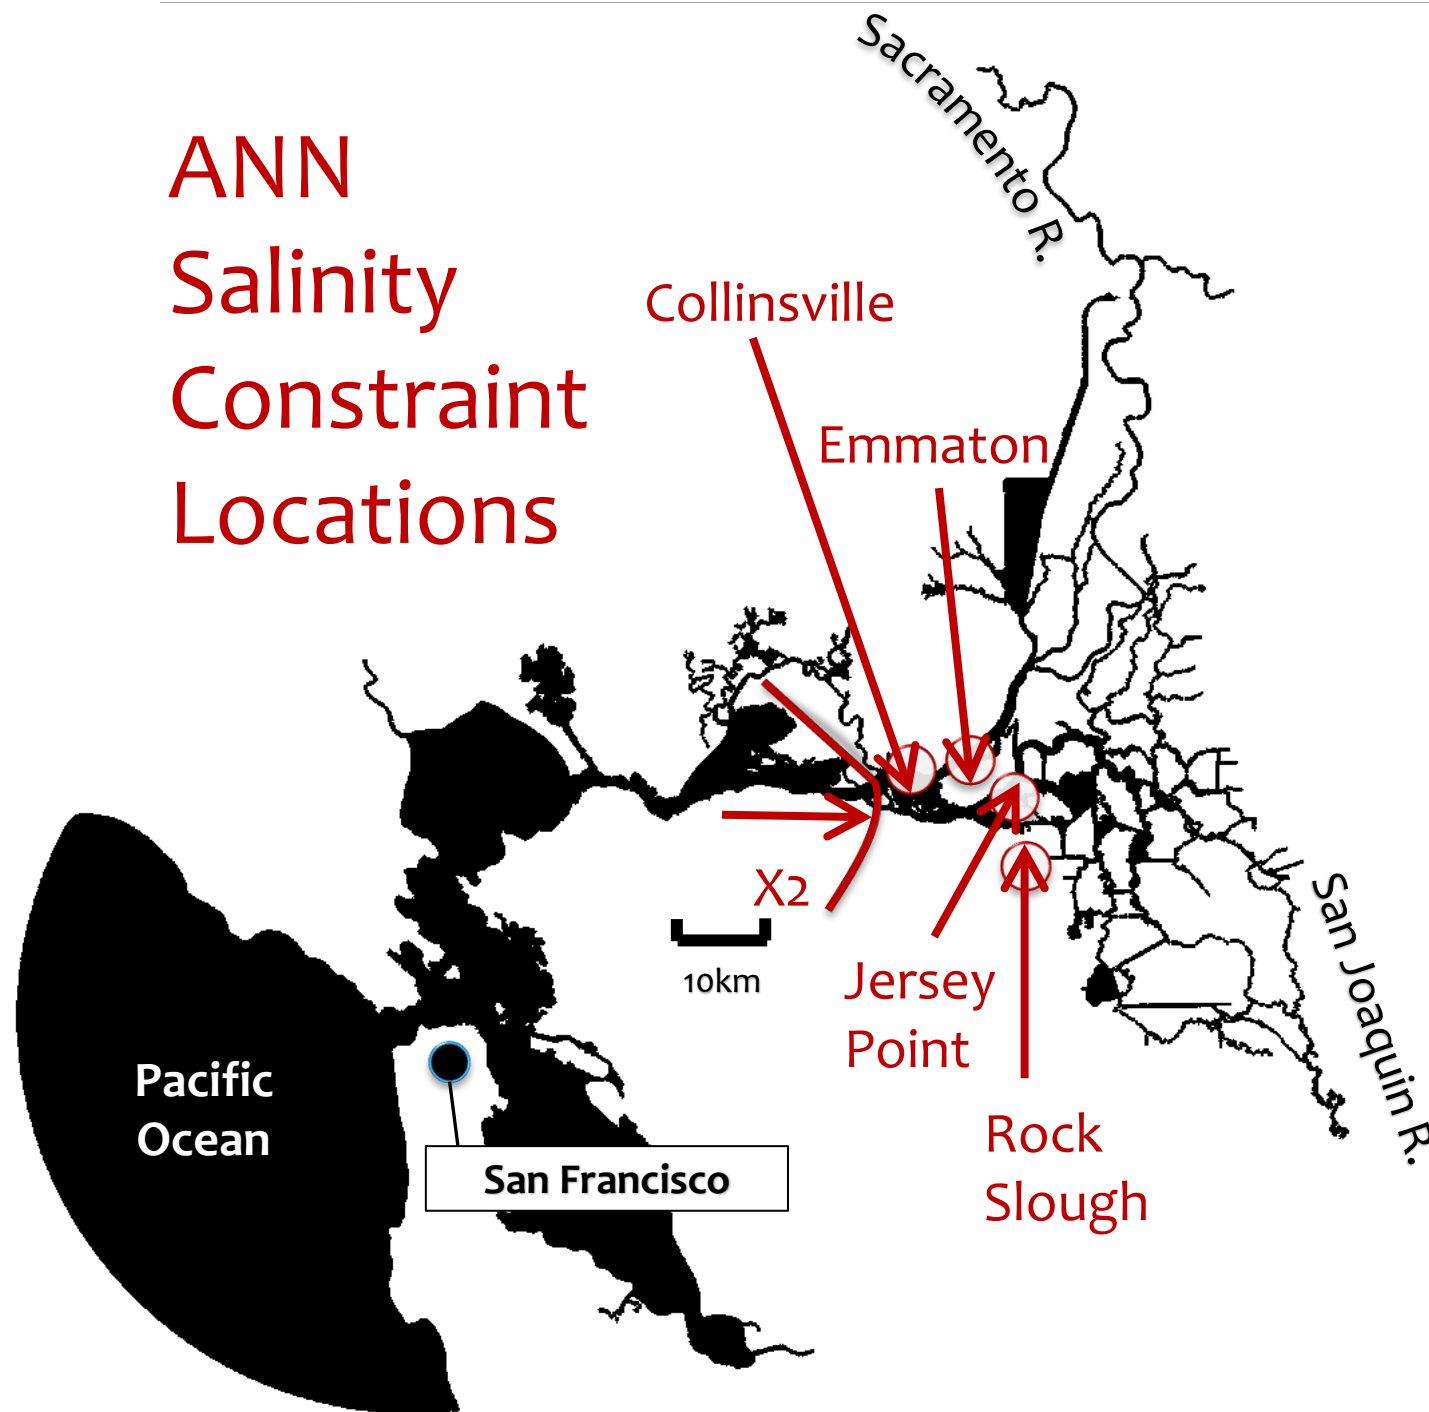 Sacramento R.
ANN
Salinity
Constraint
Locations
Collinsville
Emmaton
X2
10km
Jersey
Point
San Joaquin R.
Pacific
Ocean
Rock
Slough
San Francisco